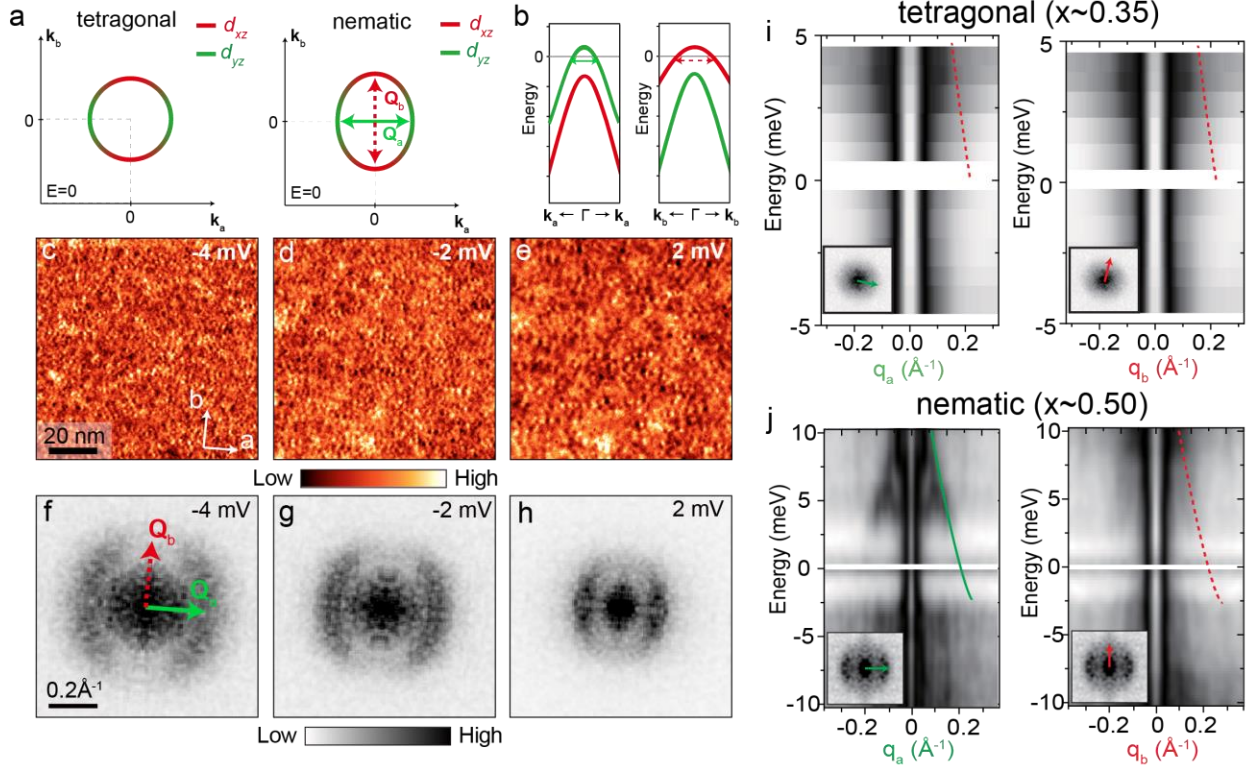 a
tetragonal
d_xz
d_yz
k_b
0
E=0
0
k_a
nematic
d_xz
d_yz
k_b
0
Q_b
Q_a
E=0
0
k_a
b
Energy
0
k_a ← Γ → k_a
Energy
0
k_b ← Γ → k_b
c
-4 mV
b
a
20 nm
d
-2 mV
e
2 mV
Low
High
f
-4 mV
Q_b
0.2Å⁻¹
g
-2 mV
h
2 mV
Low
High
tetragonal (x~0.35)
i
Energy (meV)
5
0
-5
-0.2
0
0.2
q_a (Å⁻¹)
Energy (meV)
5
0
-5
-0.2
0
0.2
q_b (Å⁻¹)
nematic (x~0.50)
j
Energy (meV)
10
5
0
-5
-10
-0.2
0
0.2
q_a (Å⁻¹)
Energy (meV)
10
5
0
-5
-10
-0.2
0
0.2
q_b (Å⁻¹)